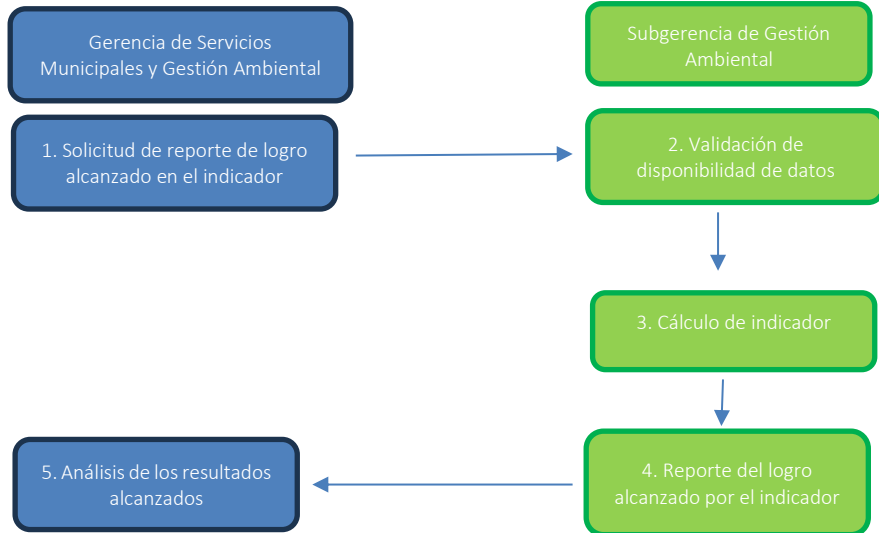 Gerencia de Servicios
Municipales y Gestión Ambiental
Subgerencia de Gestión
Ambiental
1. Solicitud de reporte de logro
alcanzado en el indicador
2. Validación de
disponibilidad de datos
3. Cálculo de indicador
4. Reporte del logro
alcanzado por el indicador
5. Análisis de los resultados
alcanzados